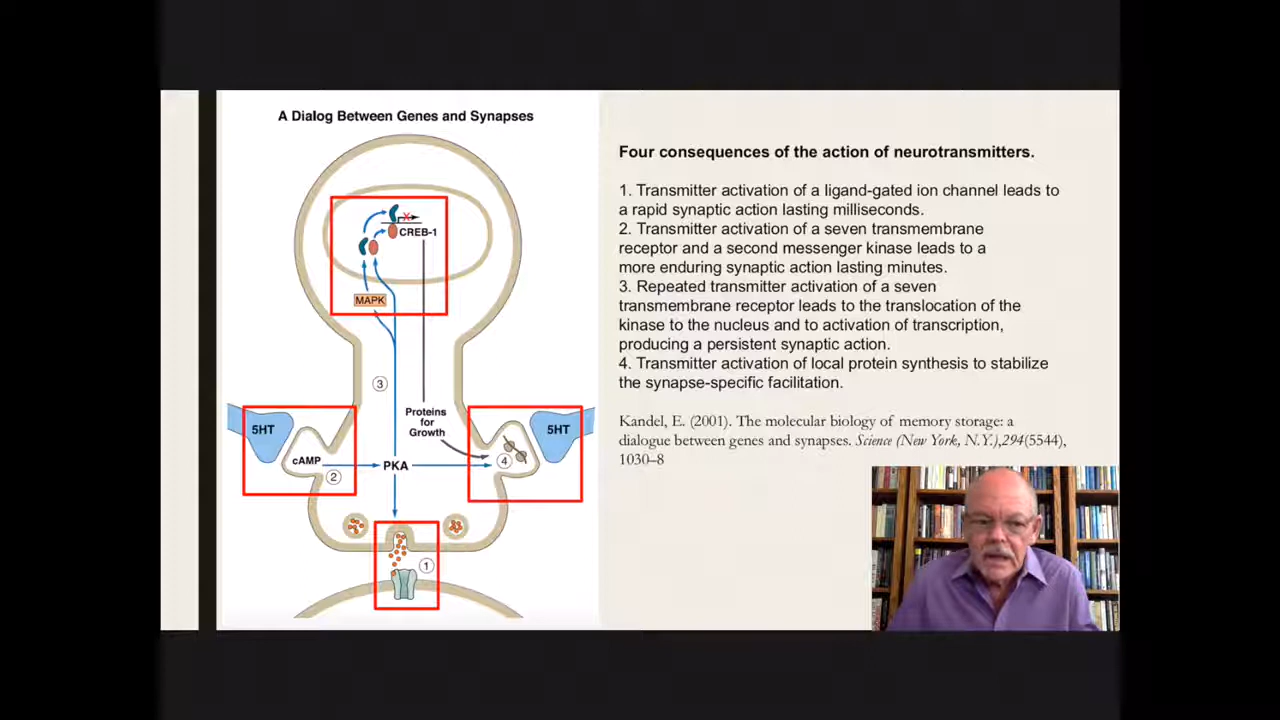 A Dialog Between Genes and Synapses
CREB-1
MAPK
3
Proteins
for
Growth
5HT
5HT
cAMP
PKA
4
2
1
Four consequences of the action of neurotransmitters.
1. Transmitter activation of a ligand-gated ion channel leads to
a rapid synaptic action lasting milliseconds.
2. Transmitter activation of a seven transmembrane
receptor and a second messenger kinase leads to a
more enduring synaptic action lasting minutes.
3. Repeated transmitter activation of a seven
transmembrane receptor leads to the translocation of the
kinase to the nucleus and to activation of transcription,
producing a persistent synaptic action.
4. Transmitter activation of local protein synthesis to stabilize
the synapse-specific facilitation.
Kandel, E. (2001). The molecular biology of memory storage: a
dialogue between genes and synapses. Science (New York, N.Y.),294(5544),
1030–8